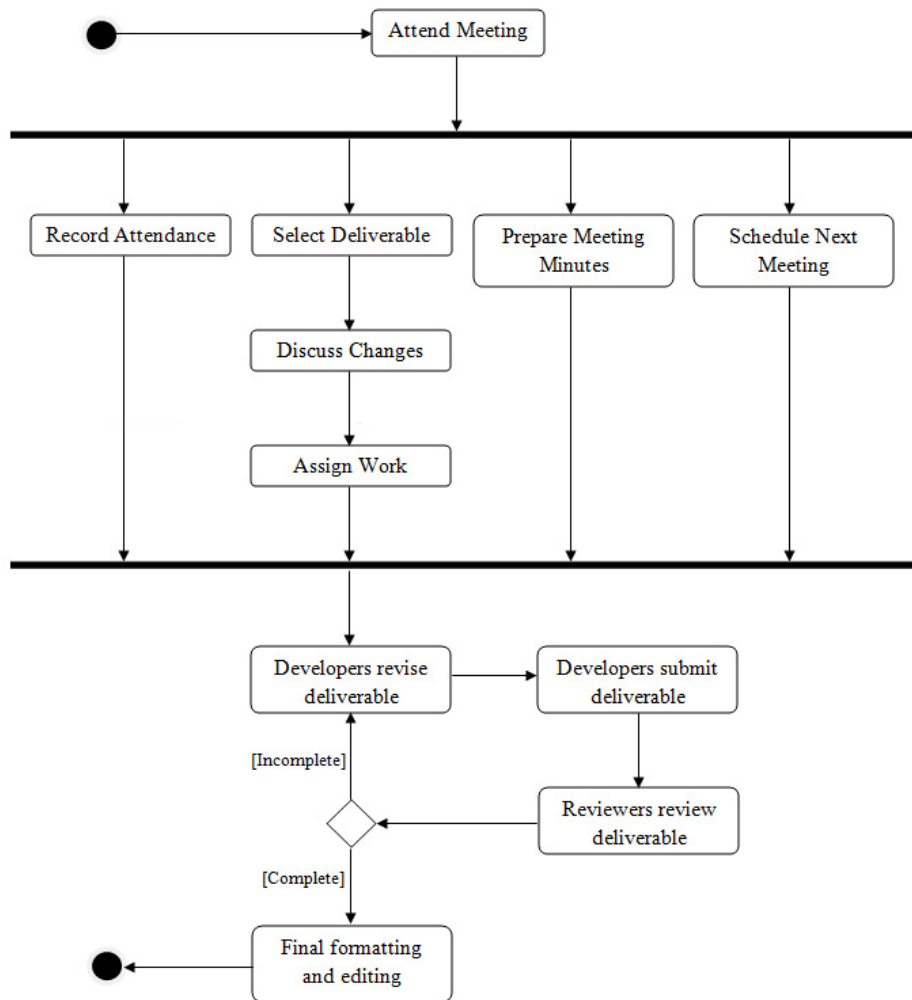 Attend Meeting
Record Attendance
Select Deliverable
Prepare Meeting
Minutes
Schedule Next
Meeting
Discuss Changes
Assign Work
Developers revise
deliverable
Developers submit
deliverable
[Incomplete]
Reviewers review
deliverable
[Complete]
Final formatting
and editing